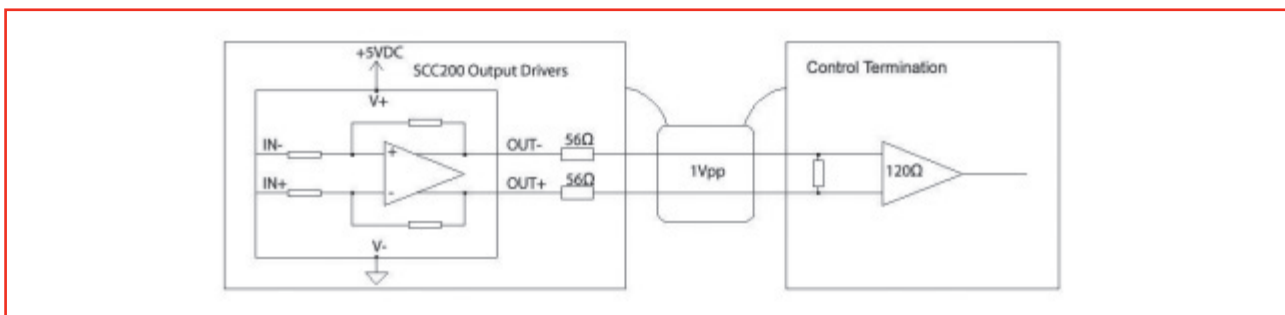 +5VDC
SCC200 Output Drivers
Control Termination
V+
IN-
+
OUT-
56Ω
1Vpp
120Ω
IN+
-
OUT+
56Ω
V-